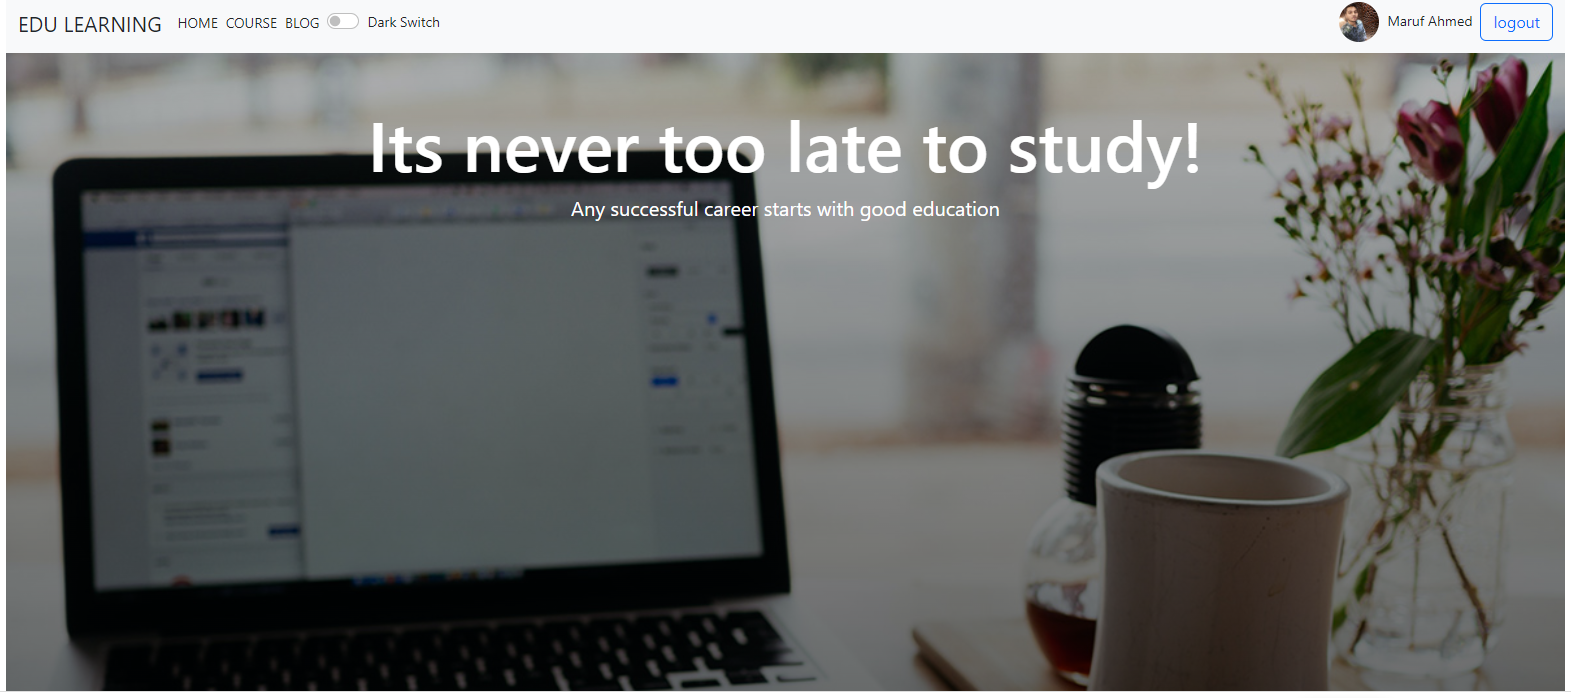 EDU LEARNING HOME COURSE BLOG Dark Switch Maruf Ahmed logout
Its never too late to study!
Any successful career starts with good education